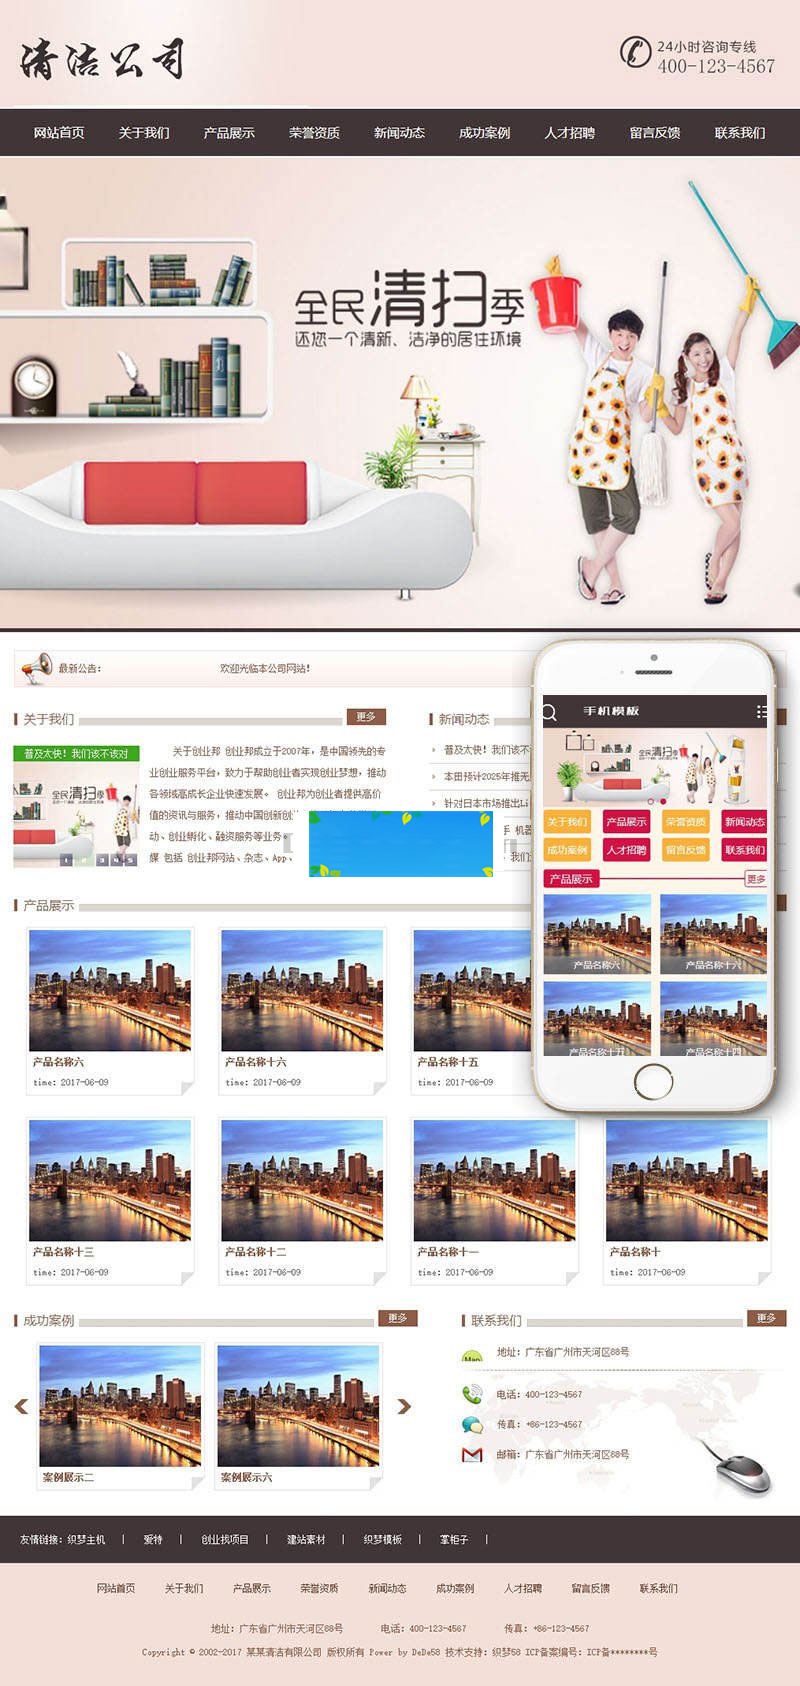 清洁公司
24小时咨询专线
400-123-4567
网站首页 关于我们 产品展示 荣誉资质 新闻动态 成功案例 人才招聘 留言反馈 联系我们
全民清扫季
还您一个清新、洁净的居住环境
最新公告： 欢迎光临本公司网站！
关于我们 更多
普及太快！我们该不该对
全民清扫季
1 2 3 4 5
关于创业邦 创业邦成立于2007年，是中国领先的专
业创业服务平台，致力于帮助创业者实现创业梦想，推动
各领域高成长企业快速发展。 创业邦为创业者提供高价
值的资讯与服务，推动中国创新创
动、创业孵化、融资服务等业务。
媒 包括 创业邦网站、杂志、App、
新闻动态
普及太快！我们该不
本田预计2025年推无
针对日本市场推出Li
手 机器
我们
手机模板
全民清扫季
关于我们 产品展示 荣誉资质 新闻动态
成功案例 人才招聘 留言反馈 联系我们
产品展示 更多
产品名称六 产品名称十六
产品名称十五 产品名称十四
产品展示
产品名称六
time: 2017-06-09
产品名称十六
time: 2017-06-09
产品名称十五
time: 2017-06-09
产品名称十三
time: 2017-06-09
产品名称十二
time: 2017-06-09
产品名称十一
time: 2017-06-09
产品名称十
time: 2017-06-09
成功案例 更多
案例展示二
案例展示六
联系我们 更多
Map
地址：广东省广州市天河区88号
电话：400-123-4567
传真：+86-123-4567
邮箱：广东省广州市天河区88号
友情链接：织梦主机 | 爱特 | 创业找项目 | 建站素材 | 织梦模板 | 掌柜子 |
网站首页 关于我们 产品展示 荣誉资质 新闻动态 成功案例 人才招聘 留言反馈 联系我们
地址：广东省广州市天河区88号 电话：400-123-4567 传真：+86-123-4567
Copyright © 2002-2017 某某清洁有限公司 版权所有 Power by DeDe58 技术支持：织梦58 ICP备案编号：ICP备********号